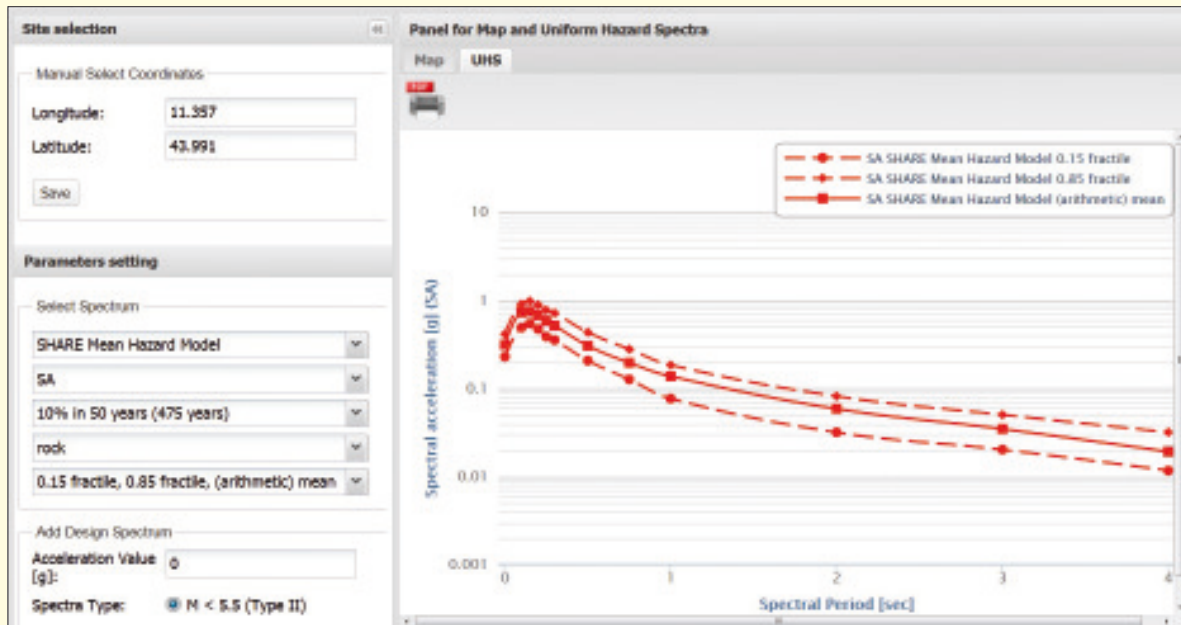 Site selection
Manual Select Coordinates
Longitude: 11.357
Latitude: 43.991
Save
Parameters setting
Select Spectrum
SHARE Mean Hazard Model
SA
10% in 50 years (475 years)
rock
0.15 fractile, 0.85 fractile, (arithmetic) mean
Add Design Spectrum
Acceleration Value [g]: 0
Spectra Type: M < 5.5 (Type II)
Panel for Map and Uniform Hazard Spectra
Map UHS
PDF
SA SHARE Mean Hazard Model 0.15 fractile
SA SHARE Mean Hazard Model 0.85 fractile
SA SHARE Mean Hazard Model (arithmetic) mean
Spectral acceleration [g] (SA)
10
1
0.1
0.01
0.001
0 1 2 3 4
Spectral Period [sec]